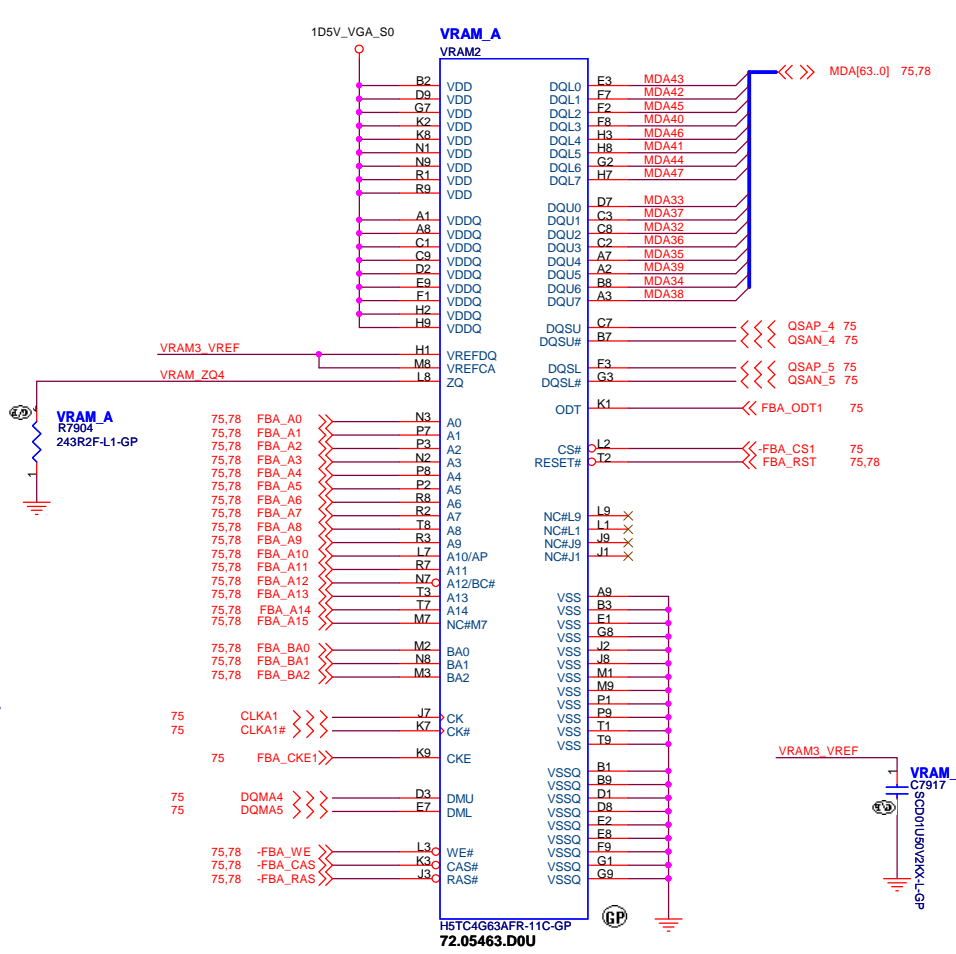 1D5V_VGA_S0
VRAM_A
VRAM2
B2 VDD
D9 VDD
G7 VDD
K2 VDD
K8 VDD
N1 VDD
N9 VDD
R1 VDD
R9 VDD
A1 VDDQ
A8 VDDQ
C1 VDDQ
C9 VDDQ
D2 VDDQ
E9 VDDQ
F1 VDDQ
H2 VDDQ
H9 VDDQ
VRAM3_VREF H1 VREFDQ
M8 VREFCA
VRAM_ZQ4 L8 ZQ
VRAM_A
R7904
243R2F-L1-GP
1
75,78 FBA_A0 N3 A0
75,78 FBA_A1 P7 A1
75,78 FBA_A2 P3 A2
75,78 FBA_A3 N2 A3
75,78 FBA_A4 P8 A4
75,78 FBA_A5 P2 A5
75,78 FBA_A6 R8 A6
75,78 FBA_A7 R2 A7
75,78 FBA_A8 T8 A8
75,78 FBA_A9 R3 A9
75,78 FBA_A10 L7 A10/AP
75,78 FBA_A11 R7 A11
75,78 FBA_A12 N7 A12/BC#
75,78 FBA_A13 T3 A13
75,78 FBA_A14 T7 A14
75,78 FBA_A15 M7 NC#M7
75,78 FBA_BA0 M2 BA0
75,78 FBA_BA1 N8 BA1
75,78 FBA_BA2 M3 BA2
75 CLKA1 J7 CK
75 CLKA1# K7 CK#
75 FBA_CKE1 K9 CKE
75 DQMA4 D3 DMU
75 DQMA5 E7 DML
75,78 -FBA_WE L3 WE#
75,78 -FBA_CAS K3 CAS#
75,78 -FBA_RAS J3 RAS#
DQL0 E3 MDA43
DQL1 F7 MDA42
DQL2 F2 MDA45
DQL3 F8 MDA40
DQL4 H3 MDA46
DQL5 H8 MDA41
DQL6 G2 MDA44
DQL7 H7 MDA47
MDA[63..0] 75,78
DQU0 D7 MDA33
DQU1 C3 MDA37
DQU2 C8 MDA32
DQU3 C2 MDA36
DQU4 A7 MDA35
DQU5 A2 MDA39
DQU6 B8 MDA34
DQU7 A3 MDA38
DQSU C7 QSAP_4 75
DQSU# B7 QSAN_4 75
DQSL F3 QSAP_5 75
DQSL# G3 QSAN_5 75
ODT K1 FBA_ODT1 75
CS# L2 -FBA_CS1 75
RESET# T2 FBA_RST 75,78
NC#L9 L9
NC#L1 L1
NC#J9 J9
NC#J1 J1
VSS A9
VSS B3
VSS E1
VSS G8
VSS J2
VSS J8
VSS M1
VSS M9
VSS P1
VSS P9
VSS T1
VSS T9
VSSQ B1
VSSQ B9
VSSQ D1
VSSQ D8
VSSQ E2
VSSQ E8
VSSQ F9
VSSQ G1
VSSQ G9
VRAM3_VREF
1
VRAM_
C7917
SCD01U50V2KX-L-GP
GP
H5TC4G63AFR-11C-GP
72.05463.D0U